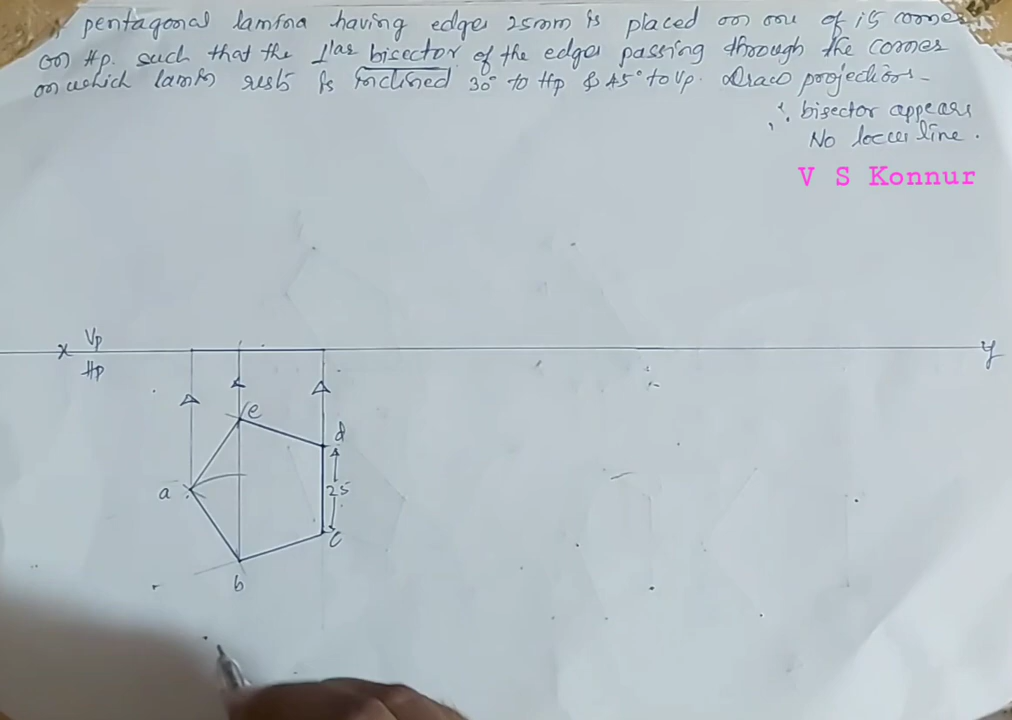 pentagonal lamina having edges 25mm is placed on one of its corners
on Hp. such that the 1lar bisector of the edge passing through the corner
on which lamina rests is inclined 30° to Hp & 45° to Vp. Draw projections-
bisector appears
No locus line.
V S Konnur
Vp
x
y
Hp
e
d
a
25
c
b